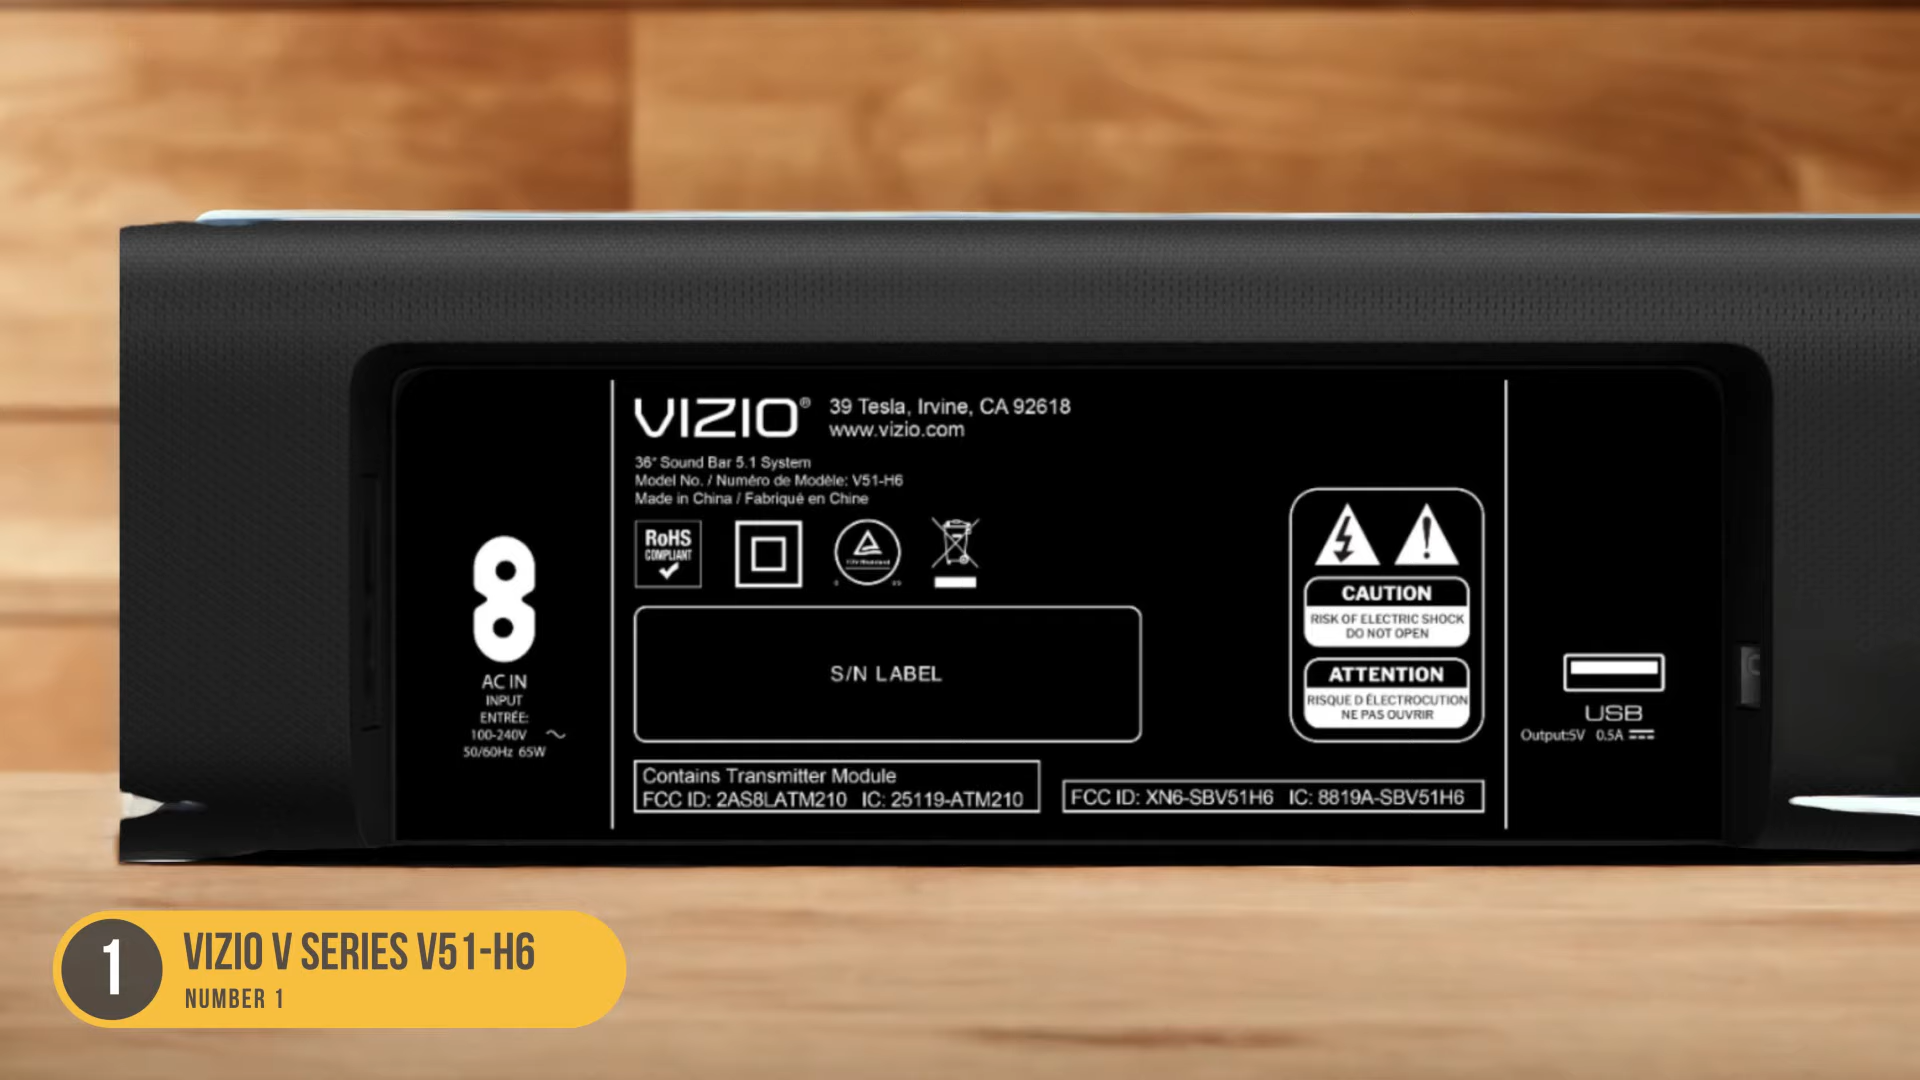 VIZIO®
39 Tesla, Irvine, CA 92618
www.vizio.com
36" Sound Bar 5.1 System
Model No. / Numéro de Modèle: V51-H6
Made in China / Fabriqué en Chine
RoHS
COMPLIANT
AC IN
INPUT
ENTRÉE:
100-240V ~
50/60Hz 65W
S/N LABEL
CAUTION
RISK OF ELECTRIC SHOCK
DO NOT OPEN
ATTENTION
RISQUE D ÉLECTROCUTION
NE PAS OUVRIR
USB
Output:5V 0.5A
Contains Transmitter Module
FCC ID: 2AS8LATM210 IC: 25119-ATM210
FCC ID: XN6-SBV51H6 IC: 8819A-SBV51H6
1
VIZIO V SERIES V51-H6
NUMBER 1